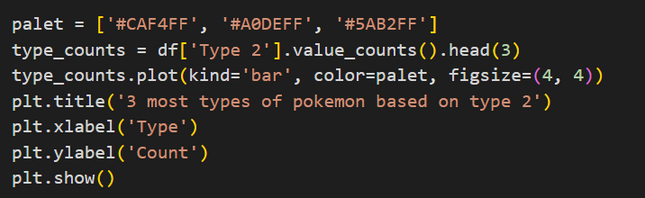 palet = ['#CAF4FF', '#A0DEFF', '#5AB2FF']
type_counts = df['Type 2'].value_counts().head(3)
type_counts.plot(kind='bar', color=palet, figsize=(4, 4))
plt.title('3 most types of pokemon based on type 2')
plt.xlabel('Type')
plt.ylabel('Count')
plt.show()